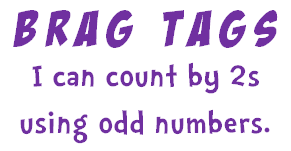 BRAG TAGS
I can count by 2s
using odd numbers.